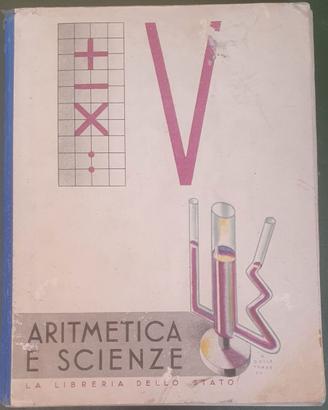 +
−
×
:
V
ARITMETICA
E SCIENZE
LA LIBRERIA DELLO STATO